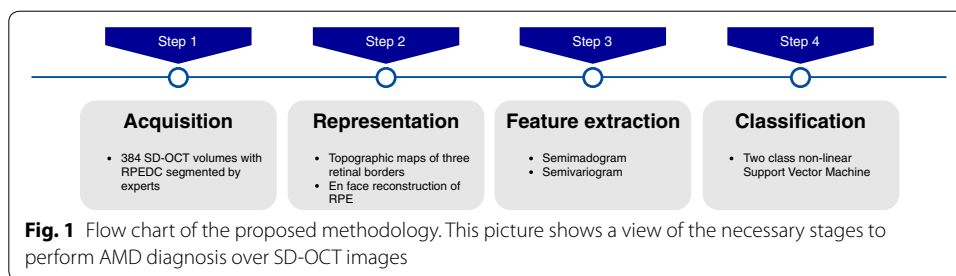 Step 1
Step 2
Step 3
Step 4
Acquisition
• 384 SD-OCT volumes with
RPEDC segmented by
experts
Representation
• Topographic maps of three
retinal borders
• En face reconstruction of
RPE
Feature extraction
• Semimadogram
• Semivariogram
Classification
• Two class non-linear
Support Vector Machine
Fig. 1 Flow chart of the proposed methodology. This picture shows a view of the necessary stages to
perform AMD diagnosis over SD-OCT images